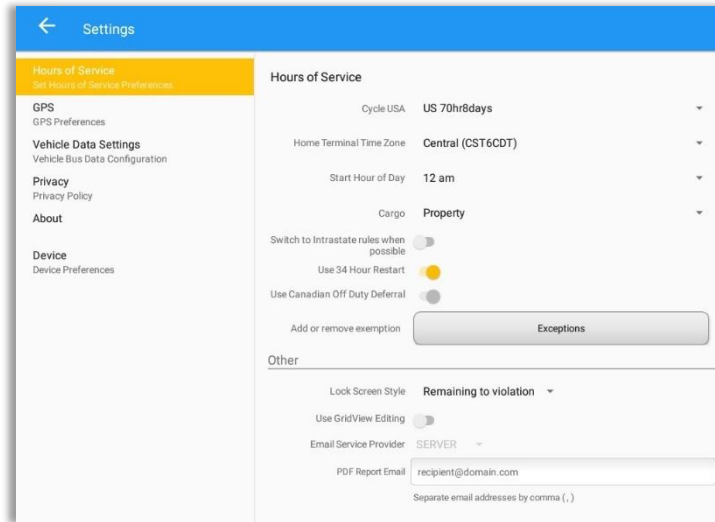 Settings
Hours of Service
Set Hours of Service Preferences
GPS
GPS Preferences
Vehicle Data Settings
Vehicle Bus Data Configuration
Privacy
Privacy Policy
About
Device
Device Preferences
Hours of Service
Cycle USA US 70hr8days
Home Terminal Time Zone Central (CST6CDT)
Start Hour of Day 12 am
Cargo Property
Switch to Intrastate rules when
possible
Use 34 Hour Restart
Use Canadian Off Duty Deferral
Add or remove exemption Exceptions
Other
Lock Screen Style Remaining to violation
Use GridView Editing
Email Service Provider SERVER
PDF Report Email recipient@domain.com
Separate email addresses by comma ( , )